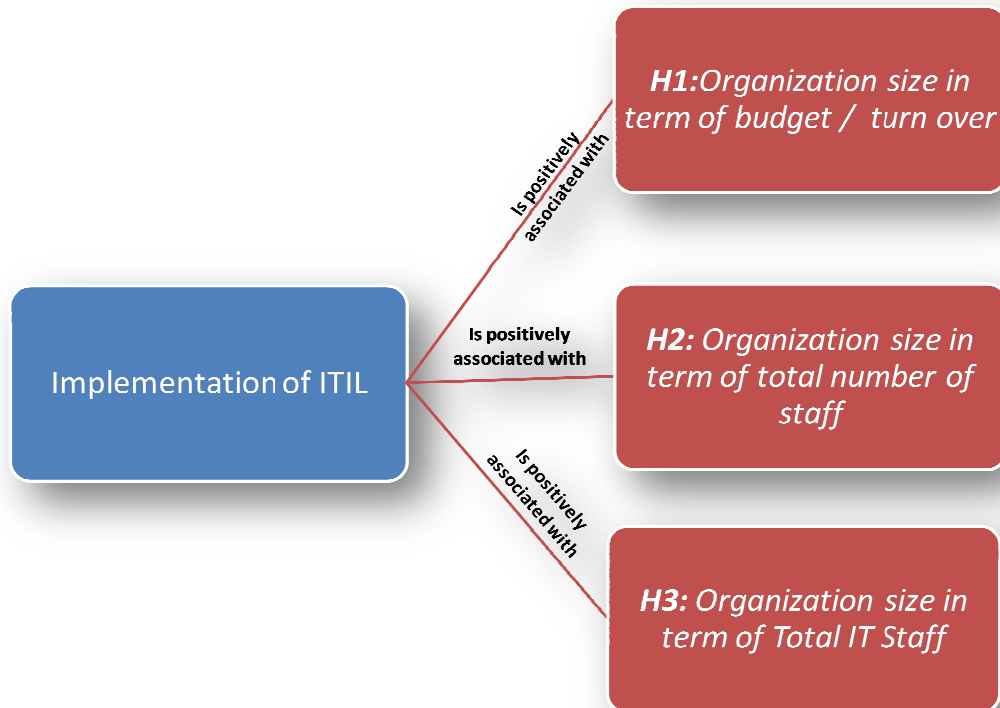 H1:Organization size in
term of budget / turn over
Is positively
associated with
Implementation of ITIL
Is positively
associated with
H2: Organization size in
term of total number of
staff
Is positively
associated with
H3: Organization size in
term of Total IT Staff